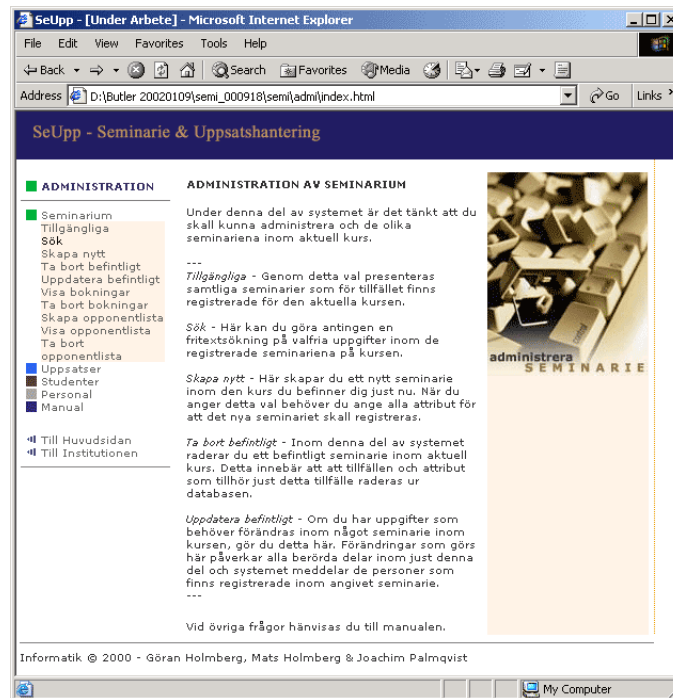 SeUpp - [Under Arbete] - Microsoft Internet Explorer
File Edit View Favorites Tools Help
Back Search Favorites Media
Address D:\Butler 20020109\semi_000918\semi\admi\index.html Go Links
SeUpp - Seminarie & Uppsatshantering
ADMINISTRATION
Seminarium
Tillgängliga
Sök
Skapa nytt
Ta bort befintligt
Uppdatera befintligt
Visa bokningar
Ta bort bokningar
Skapa opponentlista
Visa opponentlista
Ta bort
opponentlista
Uppsatser
Studenter
Personal
Manual
Till Huvudsidan
Till Institutionen
ADMINISTRATION AV SEMINARIUM
Under denna del av systemet är det tänkt att du
skall kunna administrera och de olika
seminariena inom aktuell kurs.
---
Tillgängliga - Genom detta val presenteras
samtliga seminarier som för tillfället finns
registrerade för den aktuella kursen.
Sök - Här kan du göra antingen en
fritextsökning på valfria uppgifter inom de
registrerade seminariena på kursen.
Skapa nytt - Här skapar du ett nytt seminarie
inom den kurs du befinner dig just nu. När du
anger detta val behöver du ange alla attribut för
att det nya seminariet skall registreras.
Ta bort befintligt - Inom denna del av systemet
raderar du ett befintligt seminarie inom aktuell
kurs. Detta innebär att att tillfällen och attribut
som tillhör just detta tillfälle raderas ur
databasen.
Uppdatera befintligt - Om du har uppgifter som
behöver förändras inom något seminarie inom
kursen, gör du detta här. Förändringar som görs
här påverkar alla berörda delar inom just denna
del och systemet meddelar de personer som
finns registrerade inom angivet seminarie.
---
Vid övriga frågor hänvisas du till manualen.
control
administrera
SEMINARIE
Informatik © 2000 - Göran Holmberg, Mats Holmberg & Joachim Palmqvist
My Computer